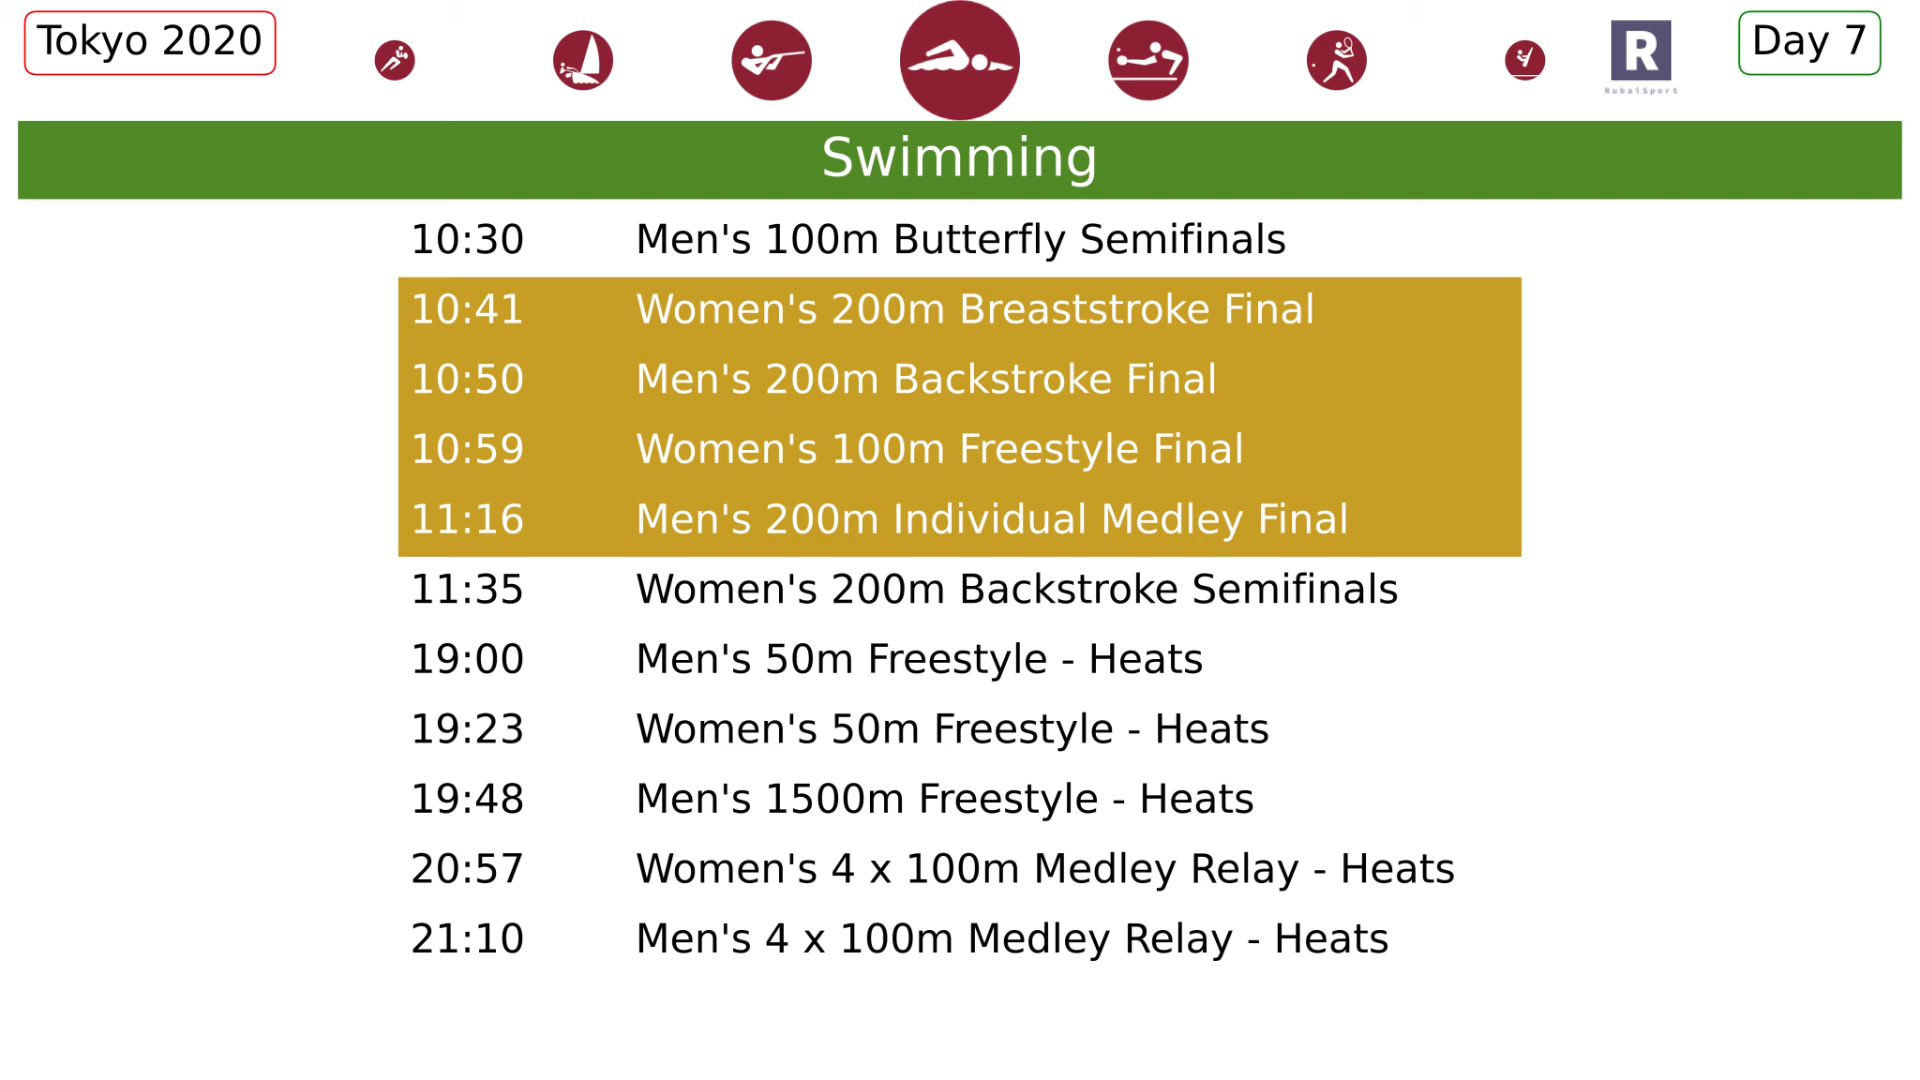 Tokyo 2020
R
RubaiSport
Day 7
Swimming
10:30 Men's 100m Butterfly Semifinals
10:41 Women's 200m Breaststroke Final
10:50 Men's 200m Backstroke Final
10:59 Women's 100m Freestyle Final
11:16 Men's 200m Individual Medley Final
11:35 Women's 200m Backstroke Semifinals
19:00 Men's 50m Freestyle - Heats
19:23 Women's 50m Freestyle - Heats
19:48 Men's 1500m Freestyle - Heats
20:57 Women's 4 x 100m Medley Relay - Heats
21:10 Men's 4 x 100m Medley Relay - Heats